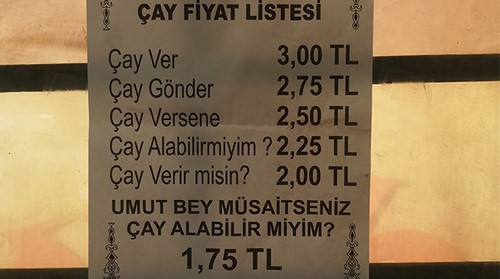 ÇAY FİYAT LİSTESİ
Çay Ver 3,00 TL
Çay Gönder 2,75 TL
Çay Versene 2,50 TL
Çay Alabilirmiyim ? 2,25 TL
Çay Verir misin? 2,00 TL
UMUT BEY MÜSAİTSENİZ
ÇAY ALABİLİR MİYİM?
1,75 TL